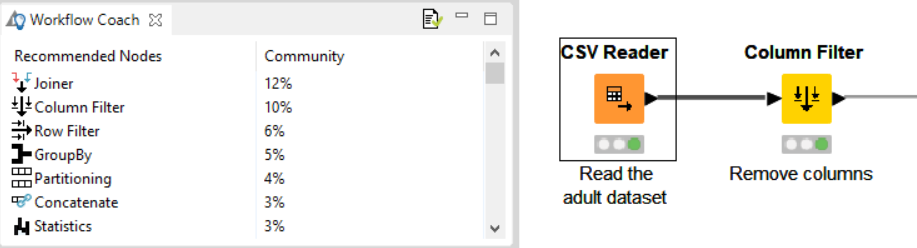 Workflow Coach
Recommended Nodes Community
Joiner 12%
Column Filter 10%
Row Filter 6%
GroupBy 5%
Partitioning 4%
Concatenate 3%
Statistics 3%
CSV Reader
Read the
adult dataset
Column Filter
Remove columns